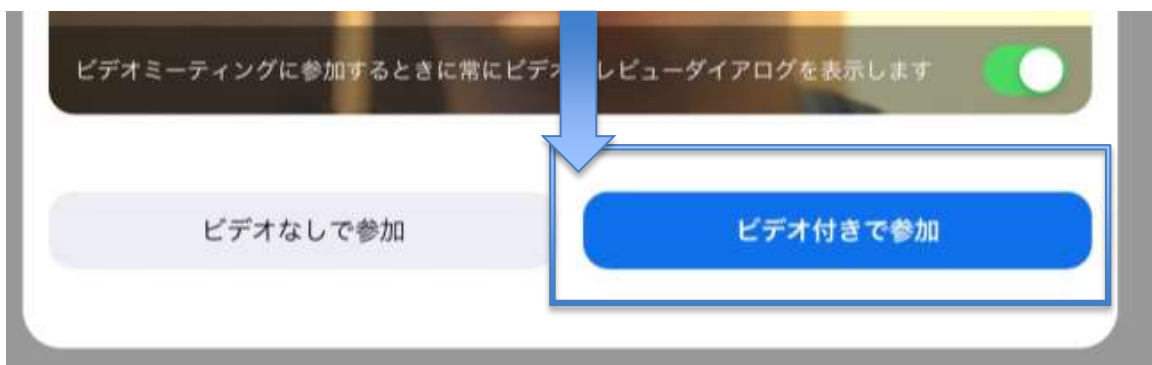 ビデオミーティングに参加するときに常にビデオ レビューダイアログを表示します
ビデオなしで参加
ビデオ付きで参加